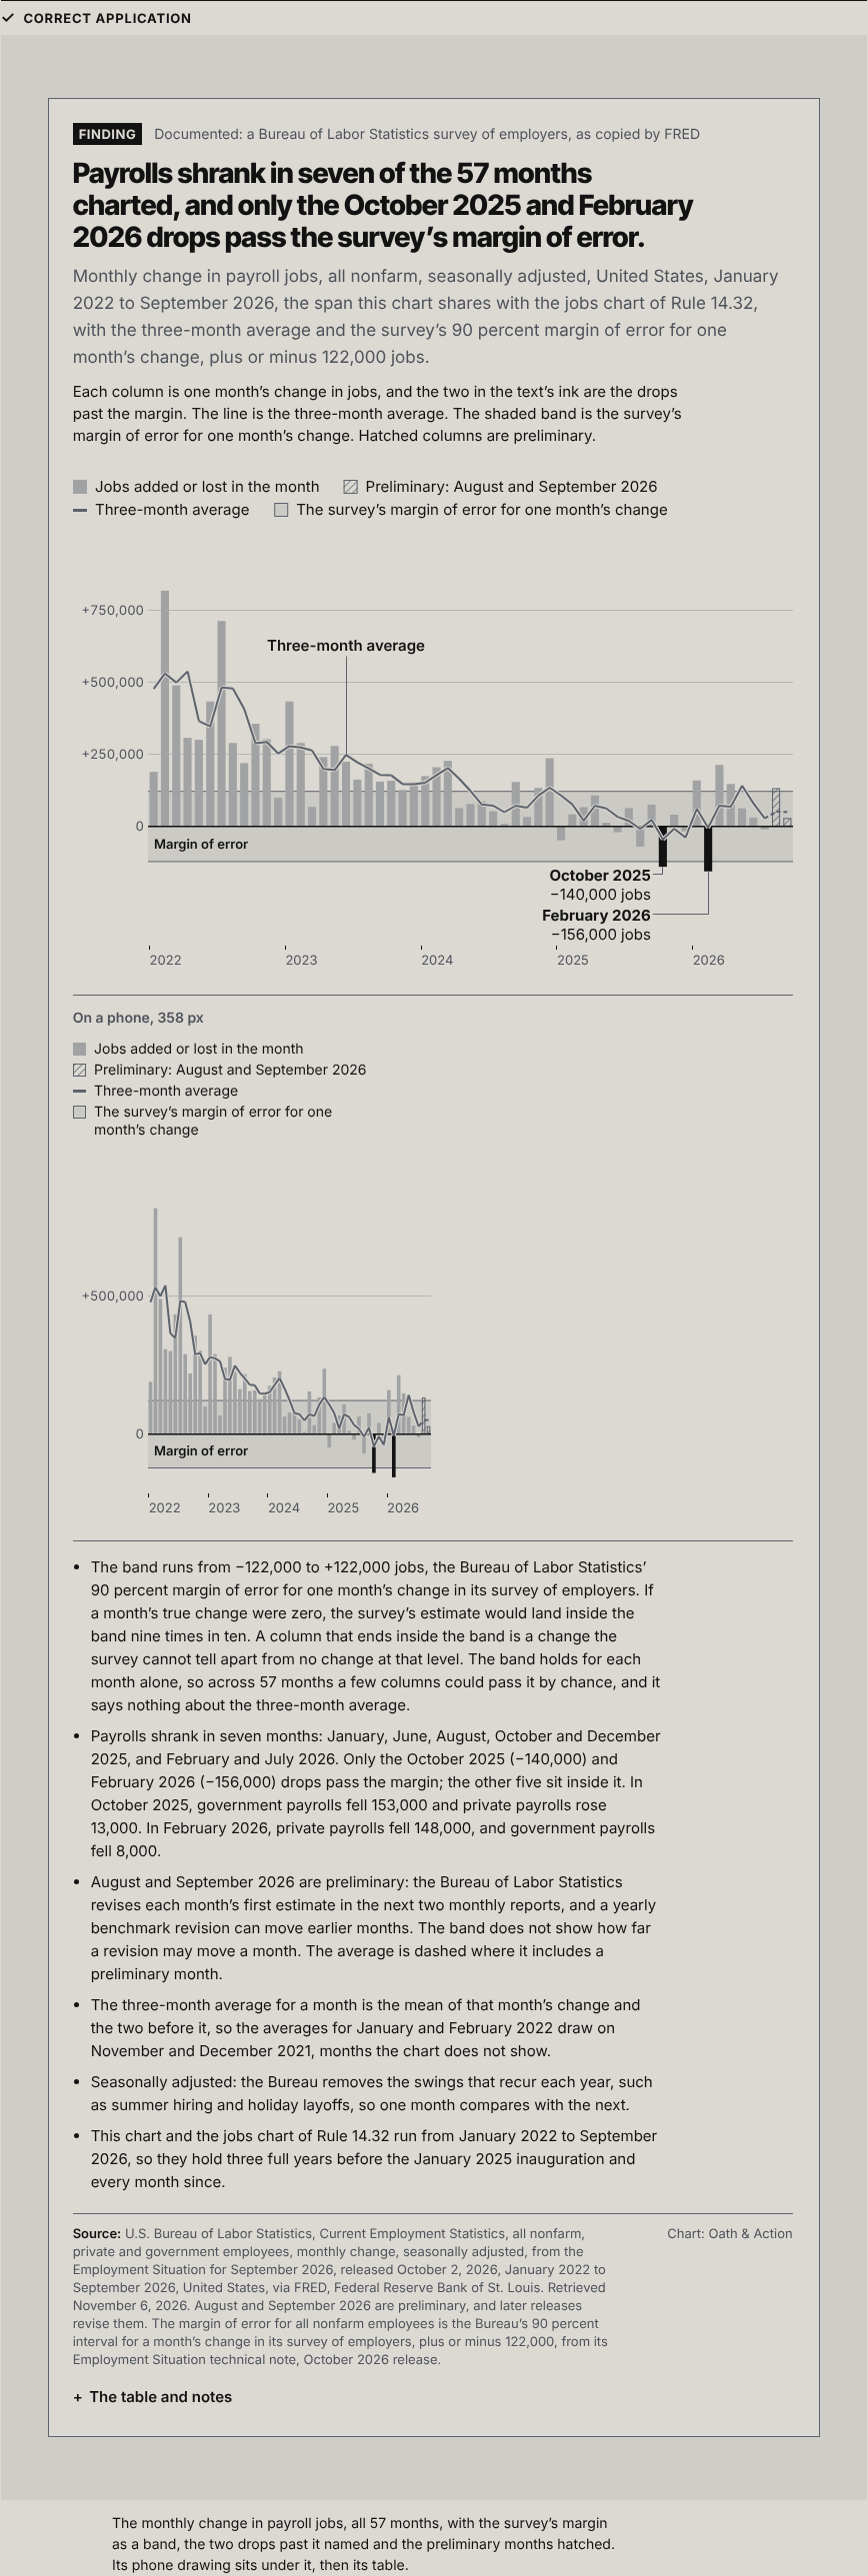 ✓ CORRECT APPLICATION
FINDING Documented: a Bureau of Labor Statistics survey of employers, as copied by FRED
Payrolls shrank in seven of the 57 months
charted, and only the October 2025 and February
2026 drops pass the survey’s margin of error.
Monthly change in payroll jobs, all nonfarm, seasonally adjusted, United States, January
2022 to September 2026, the span this chart shares with the jobs chart of Rule 14.32,
with the three-month average and the survey’s 90 percent margin of error for one
month’s change, plus or minus 122,000 jobs.
Each column is one month’s change in jobs, and the two in the text’s ink are the drops
past the margin. The line is the three-month average. The shaded band is the survey’s
margin of error for one month’s change. Hatched columns are preliminary.
Jobs added or lost in the month Preliminary: August and September 2026
Three-month average The survey’s margin of error for one month’s change
+750,000
Three-month average
+500,000
+250,000
0
Margin of error
October 2025
−140,000 jobs
February 2026
−156,000 jobs
2022 2023 2024 2025 2026
On a phone, 358 px
Jobs added or lost in the month
Preliminary: August and September 2026
Three-month average
The survey’s margin of error for one
month’s change
+500,000
0
Margin of error
2022 2023 2024 2025 2026
• The band runs from −122,000 to +122,000 jobs, the Bureau of Labor Statistics’
90 percent margin of error for one month’s change in its survey of employers. If
a month’s true change were zero, the survey’s estimate would land inside the
band nine times in ten. A column that ends inside the band is a change the
survey cannot tell apart from no change at that level. The band holds for each
month alone, so across 57 months a few columns could pass it by chance, and it
says nothing about the three-month average.
• Payrolls shrank in seven months: January, June, August, October and December
2025, and February and July 2026. Only the October 2025 (−140,000) and
February 2026 (−156,000) drops pass the margin; the other five sit inside it. In
October 2025, government payrolls fell 153,000 and private payrolls rose
13,000. In February 2026, private payrolls fell 148,000, and government payrolls
fell 8,000.
• August and September 2026 are preliminary: the Bureau of Labor Statistics
revises each month’s first estimate in the next two monthly reports, and a yearly
benchmark revision can move earlier months. The band does not show how far
a revision may move a month. The average is dashed where it includes a
preliminary month.
• The three-month average for a month is the mean of that month’s change and
the two before it, so the averages for January and February 2022 draw on
November and December 2021, months the chart does not show.
• Seasonally adjusted: the Bureau removes the swings that recur each year, such
as summer hiring and holiday layoffs, so one month compares with the next.
• This chart and the jobs chart of Rule 14.32 run from January 2022 to September
2026, so they hold three full years before the January 2025 inauguration and
every month since.
Source: U.S. Bureau of Labor Statistics, Current Employment Statistics, all nonfarm,
private and government employees, monthly change, seasonally adjusted, from the
Employment Situation for September 2026, released October 2, 2026, January 2022 to
September 2026, United States, via FRED, Federal Reserve Bank of St. Louis. Retrieved
November 6, 2026. August and September 2026 are preliminary, and later releases
revise them. The margin of error for all nonfarm employees is the Bureau’s 90 percent
interval for a month’s change in its survey of employers, plus or minus 122,000, from its
Employment Situation technical note, October 2026 release.
Chart: Oath & Action
+ The table and notes
The monthly change in payroll jobs, all 57 months, with the survey’s margin
as a band, the two drops past it named and the preliminary months hatched.
Its phone drawing sits under it, then its table.